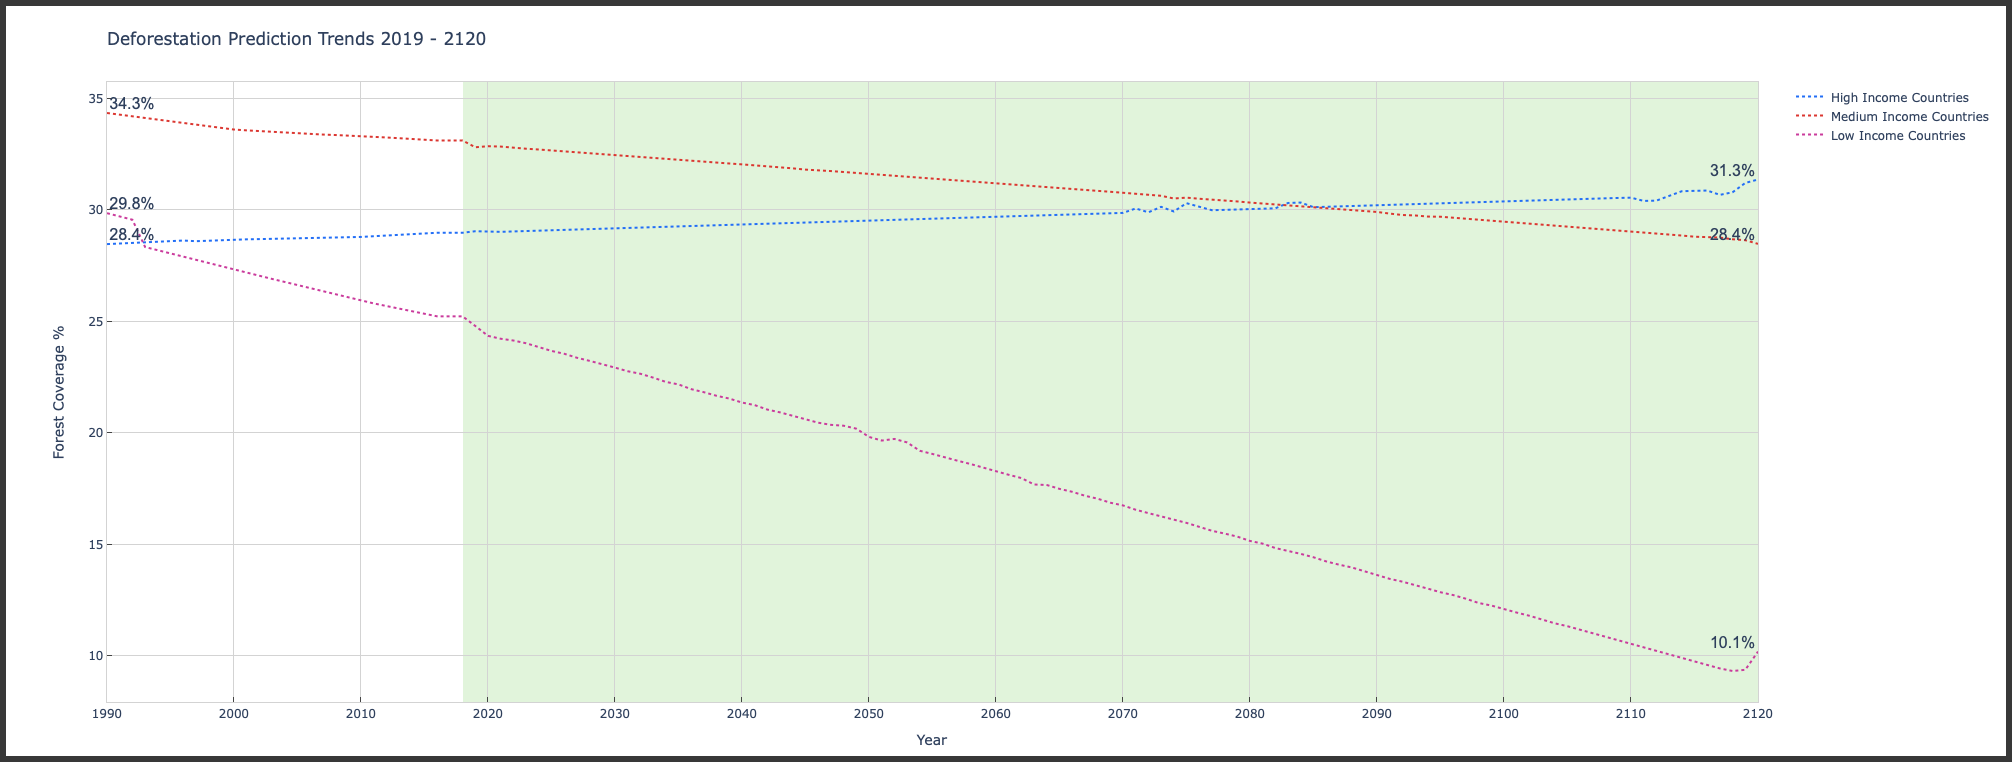 Deforestation Prediction Trends 2019 - 2120
High Income Countries
Medium Income Countries
Low Income Countries
35
34.3%
31.3%
30
29.8%
28.4%
28.4%
25
20
15
10
10.1%
Forest Coverage %
1990 2000 2010 2020 2030 2040 2050 2060 2070 2080 2090 2100 2110 2120
Year